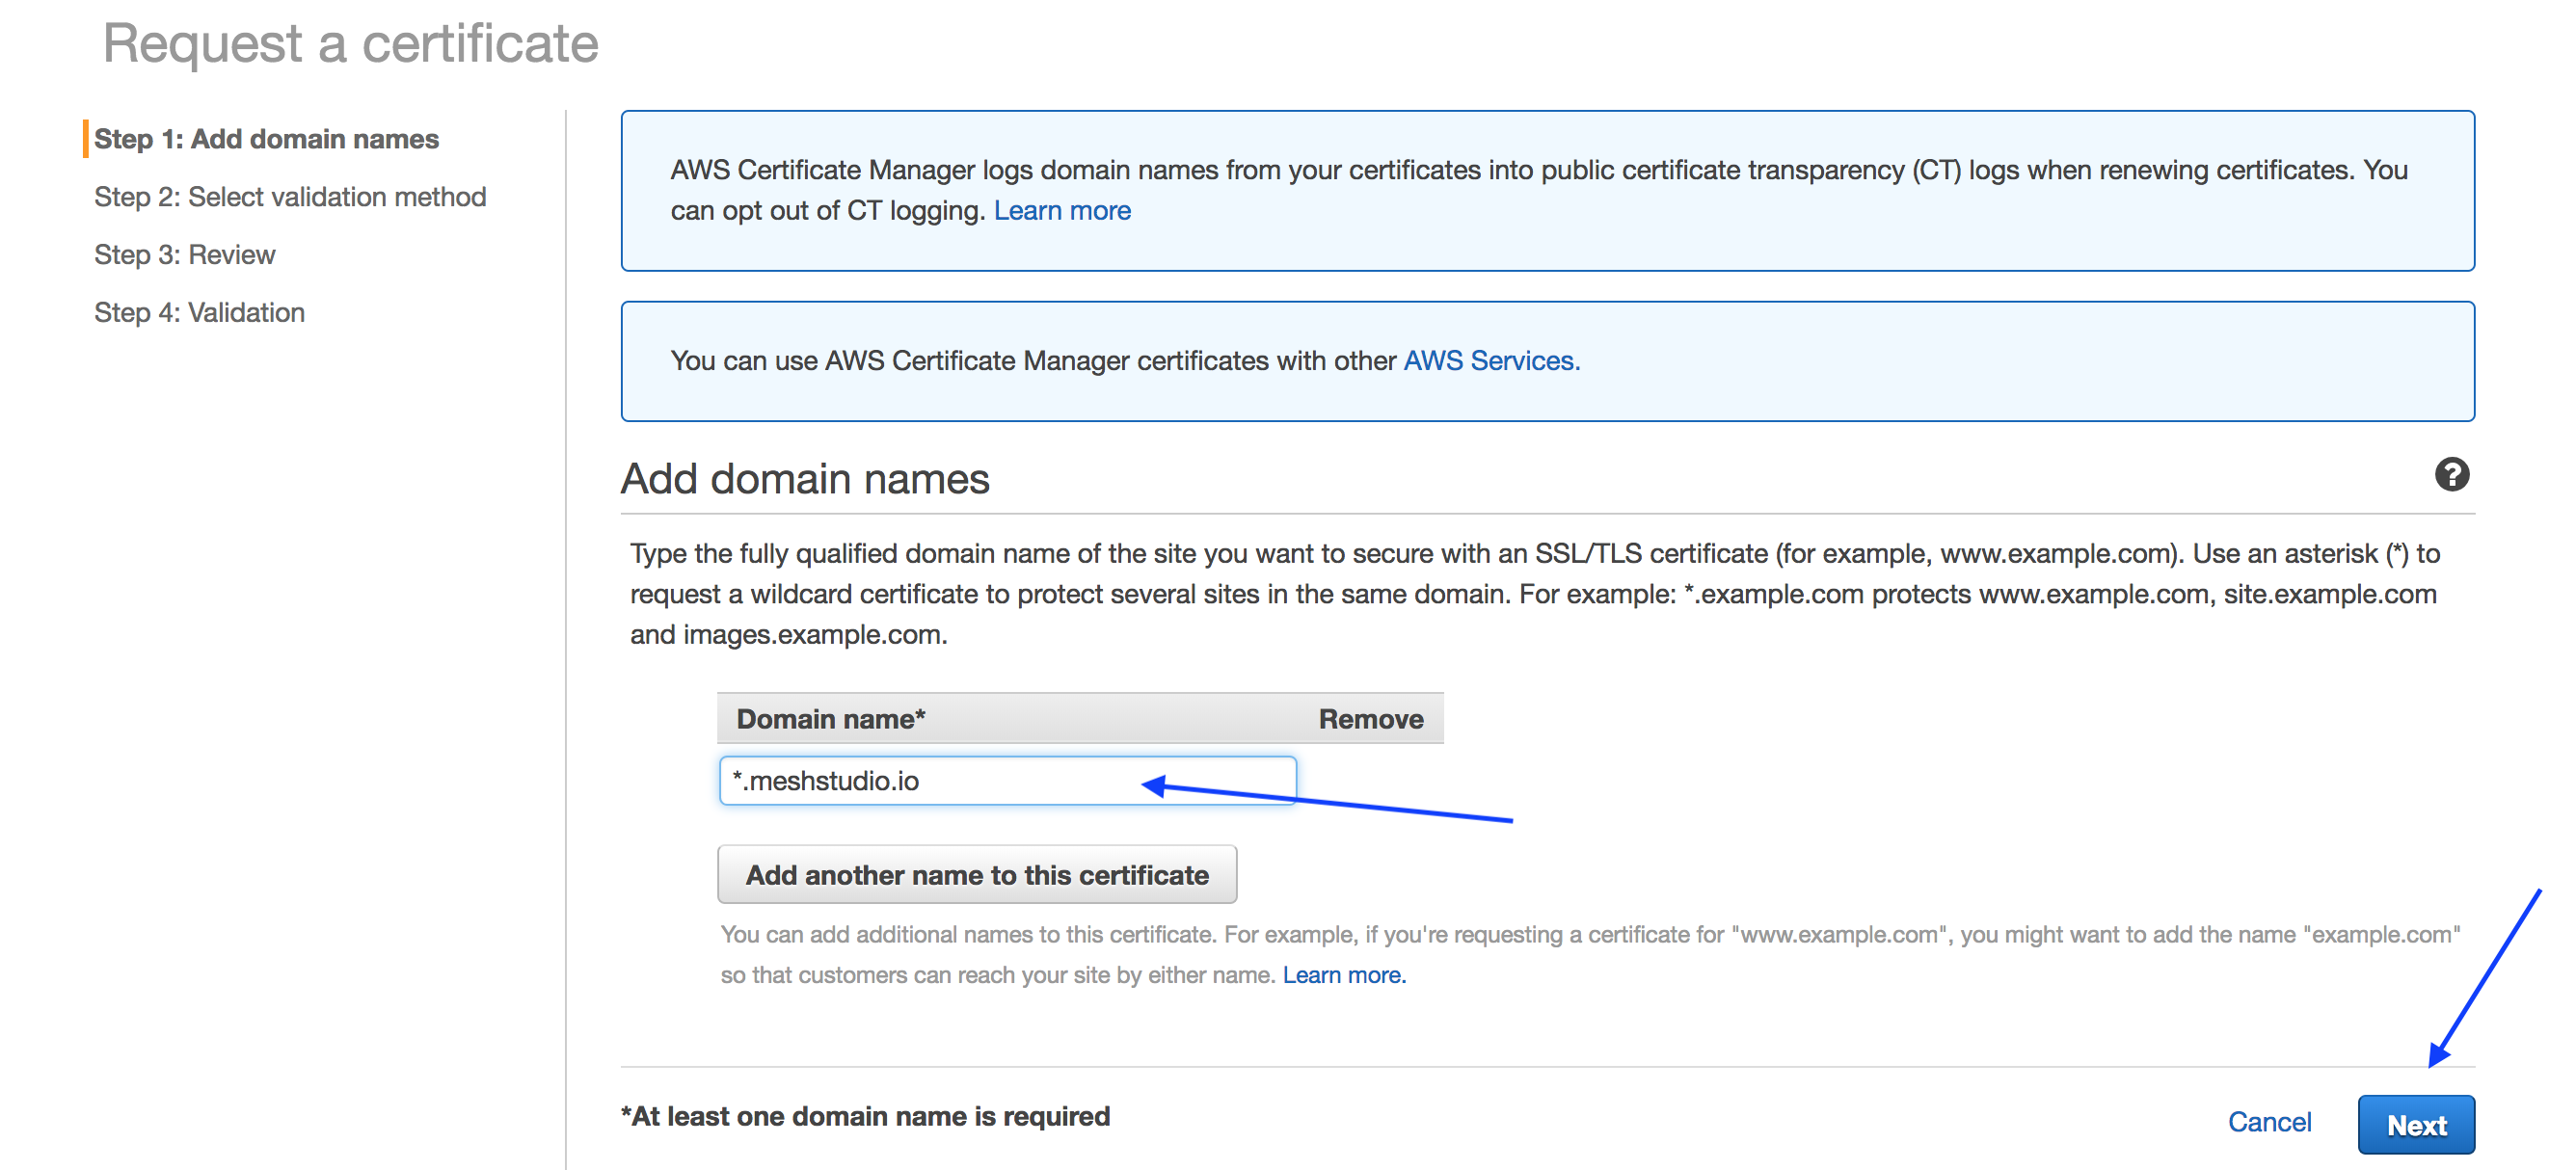 Request a certificate
Step 1: Add domain names
Step 2: Select validation method
Step 3: Review
Step 4: Validation
AWS Certificate Manager logs domain names from your certificates into public certificate transparency (CT) logs when renewing certificates. You
can opt out of CT logging. Learn more
You can use AWS Certificate Manager certificates with other AWS Services.
Add domain names
?
Type the fully qualified domain name of the site you want to secure with an SSL/TLS certificate (for example, www.example.com). Use an asterisk (*) to
request a wildcard certificate to protect several sites in the same domain. For example: *.example.com protects www.example.com, site.example.com
and images.example.com.
Domain name* Remove
*.meshstudio.io
Add another name to this certificate
You can add additional names to this certificate. For example, if you're requesting a certificate for "www.example.com", you might want to add the name "example.com"
so that customers can reach your site by either name. Learn more.
*At least one domain name is required
Cancel Next